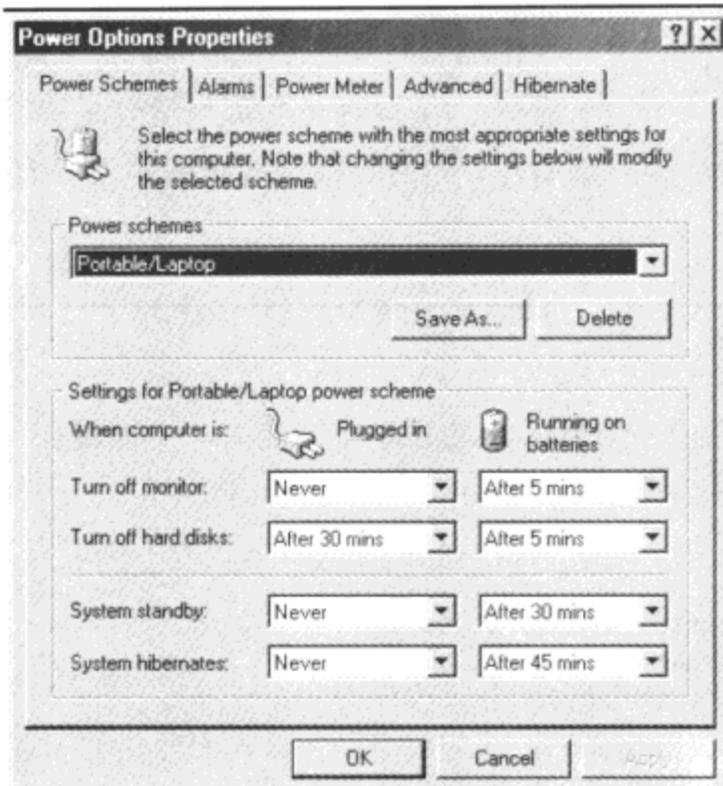 Power Options Properties
? X
Power Schemes Alarms Power Meter Advanced Hibernate
Select the power scheme with the most appropriate settings for
this computer. Note that changing the settings below will modify
the selected scheme.
Power schemes
Portable/Laptop
Save As... Delete
Settings for Portable/Laptop power scheme
When computer is: Plugged in Running on
batteries
Turn off monitor: Never After 5 mins
Turn off hard disks: After 30 mins After 5 mins
System standby: Never After 30 mins
System hibernates: Never After 45 mins
OK Cancel Apply